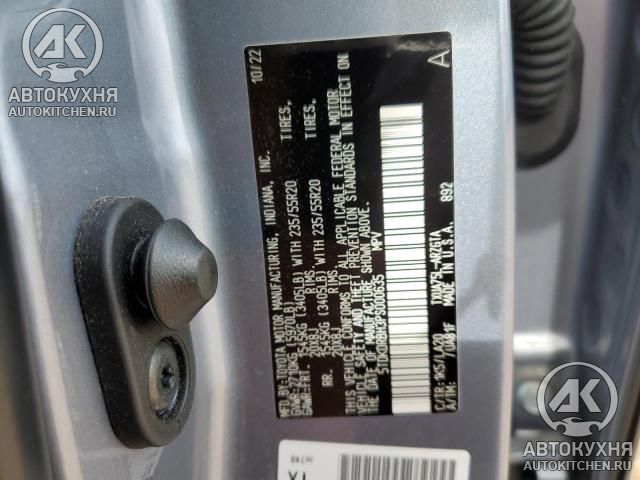 АВТОКУХНЯ
AUTOKITCHEN.RU
MFD. BY: TOYOTA MOTOR MANUFACTURING, INDIANA, INC. 10/22
GVWR: 2710KG (5970LB)
GAWR: FRT. 1545KG (3405LB) WITH 235/55R20 TIRES,
20X8J RIMS,
RR. 1545KG (3405LB) WITH 235/55R20 TIRES,
20X8J RIMS,
THIS VEHICLE CONFORMS TO ALL APPLICABLE FEDERAL MOTOR
VEHICLE SAFETY AND THEFT PREVENTION STANDARDS IN EFFECT ON
THE DATE OF MANUFACTURE SHOWN ABOVE.
MPV A
C/TR: 1K5/LA20
A/TM:
MADE IN U.S.A. 892
АВТОКУХНЯ
AUTOKITCHEN.RU